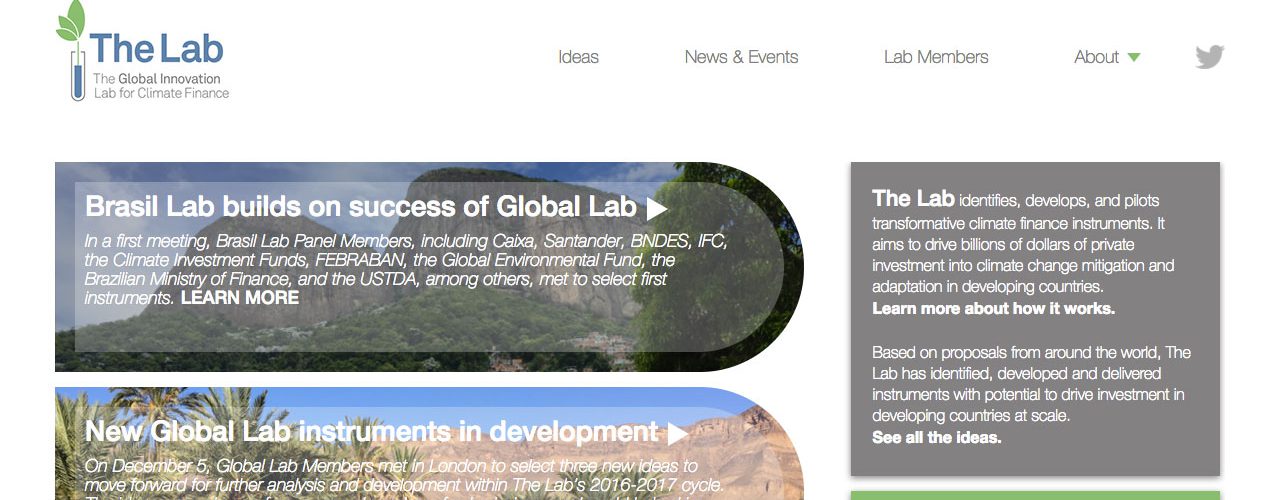 The Lab
The Global Innovation
Lab for Climate Finance
Ideas
News & Events
Lab Members
About
Brasil Lab builds on success of Global Lab
In a first meeting, Brasil Lab Panel Members, including Caixa, Santander, BNDES, IFC,
the Climate Investment Funds, FEBRABAN, the Global Environmental Fund, the
Brazilian Ministry of Finance, and the USTDA, among others, met to select first
instruments. LEARN MORE
New Global Lab instruments in development
On December 5, Global Lab Members met in London to select three new ideas to
move forward for further analysis and development within The Lab's 2016-2017 cycle.
The Lab identifies, develops, and pilots
transformative climate finance instruments. It
aims to drive billions of dollars of private
investment into climate change mitigation and
adaptation in developing countries.
Learn more about how it works.
Based on proposals from around the world, The
Lab has identified, developed and delivered
instruments with potential to drive investment in
developing countries at scale.
See all the ideas.